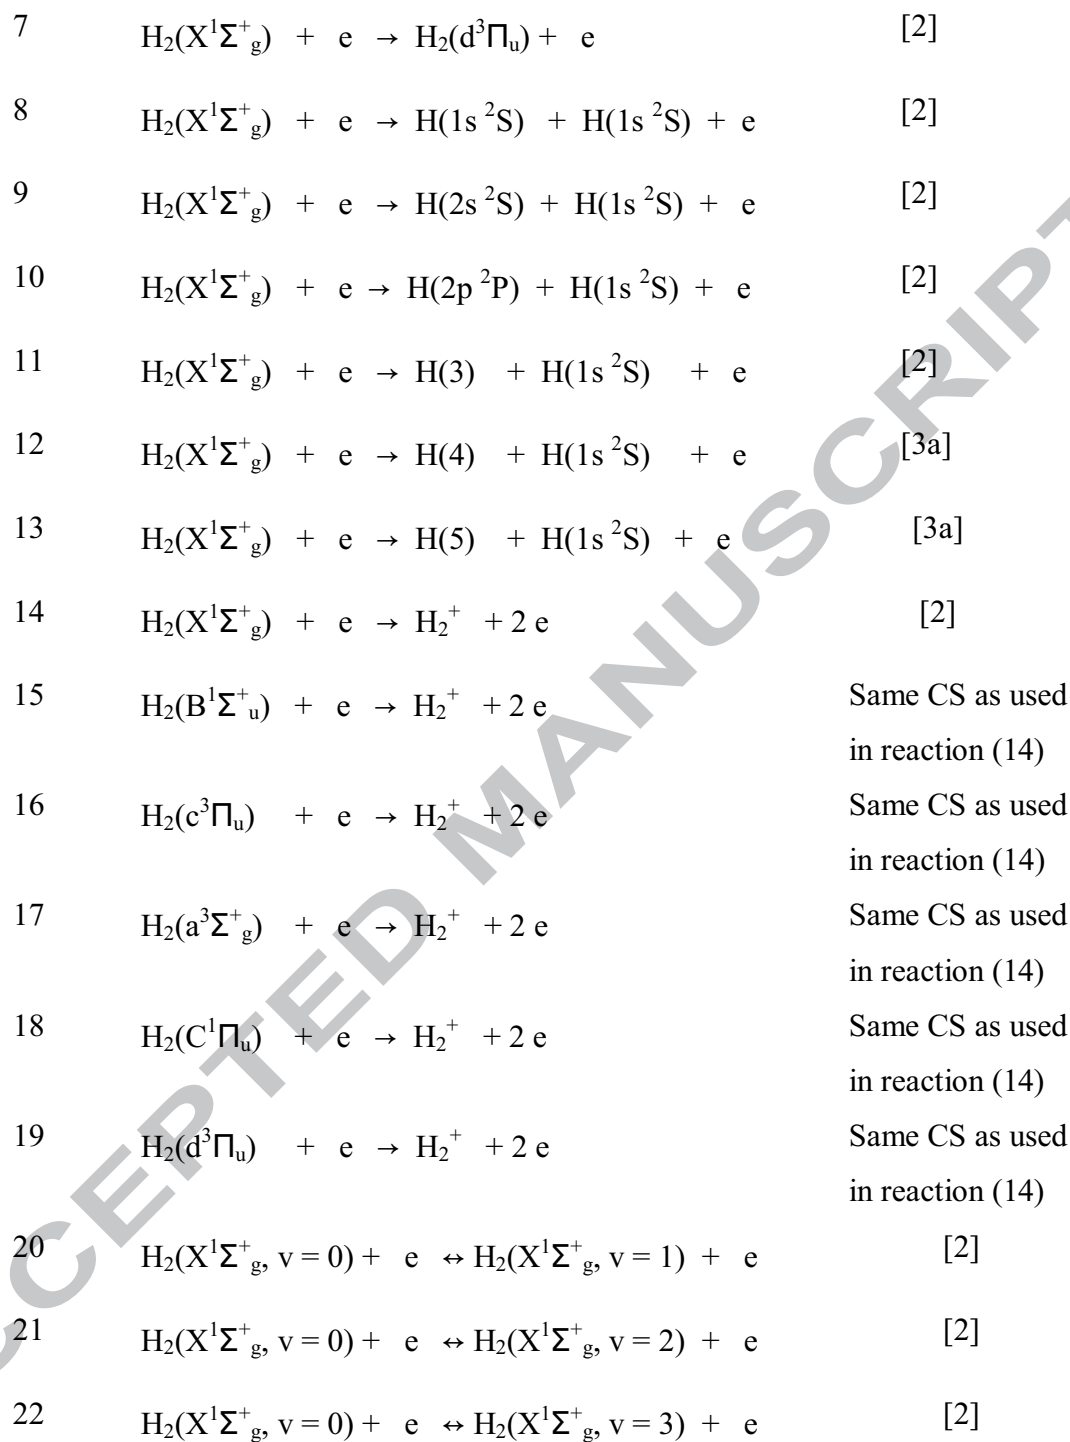 7 H₂(X¹Σ⁺g) + e → H₂(d³Πu) + e [2]
8 H₂(X¹Σ⁺g) + e → H(1s ²S) + H(1s ²S) + e [2]
9 H₂(X¹Σ⁺g) + e → H(2s ²S) + H(1s ²S) + e [2]
10 H₂(X¹Σ⁺g) + e → H(2p ²P) + H(1s ²S) + e [2]
11 H₂(X¹Σ⁺g) + e → H(3) + H(1s ²S) + e [2]
12 H₂(X¹Σ⁺g) + e → H(4) + H(1s ²S) + e [3a]
13 H₂(X¹Σ⁺g) + e → H(5) + H(1s ²S) + e [3a]
14 H₂(X¹Σ⁺g) + e → H₂⁺ + 2 e [2]
15 H₂(B¹Σ⁺u) + e → H₂⁺ + 2 e Same CS as used
in reaction (14)
16 H₂(c³Πu) + e → H₂⁺ + 2 e Same CS as used
in reaction (14)
17 H₂(a³Σ⁺g) + e → H₂⁺ + 2 e Same CS as used
in reaction (14)
18 H₂(C¹Πu) + e → H₂⁺ + 2 e Same CS as used
in reaction (14)
19 H₂(d³Πu) + e → H₂⁺ + 2 e Same CS as used
in reaction (14)
20 H₂(X¹Σ⁺g, v = 0) + e ↔ H₂(X¹Σ⁺g, v = 1) + e [2]
21 H₂(X¹Σ⁺g, v = 0) + e ↔ H₂(X¹Σ⁺g, v = 2) + e [2]
22 H₂(X¹Σ⁺g, v = 0) + e ↔ H₂(X¹Σ⁺g, v = 3) + e [2]
CCEPTED MANUSCRIPT